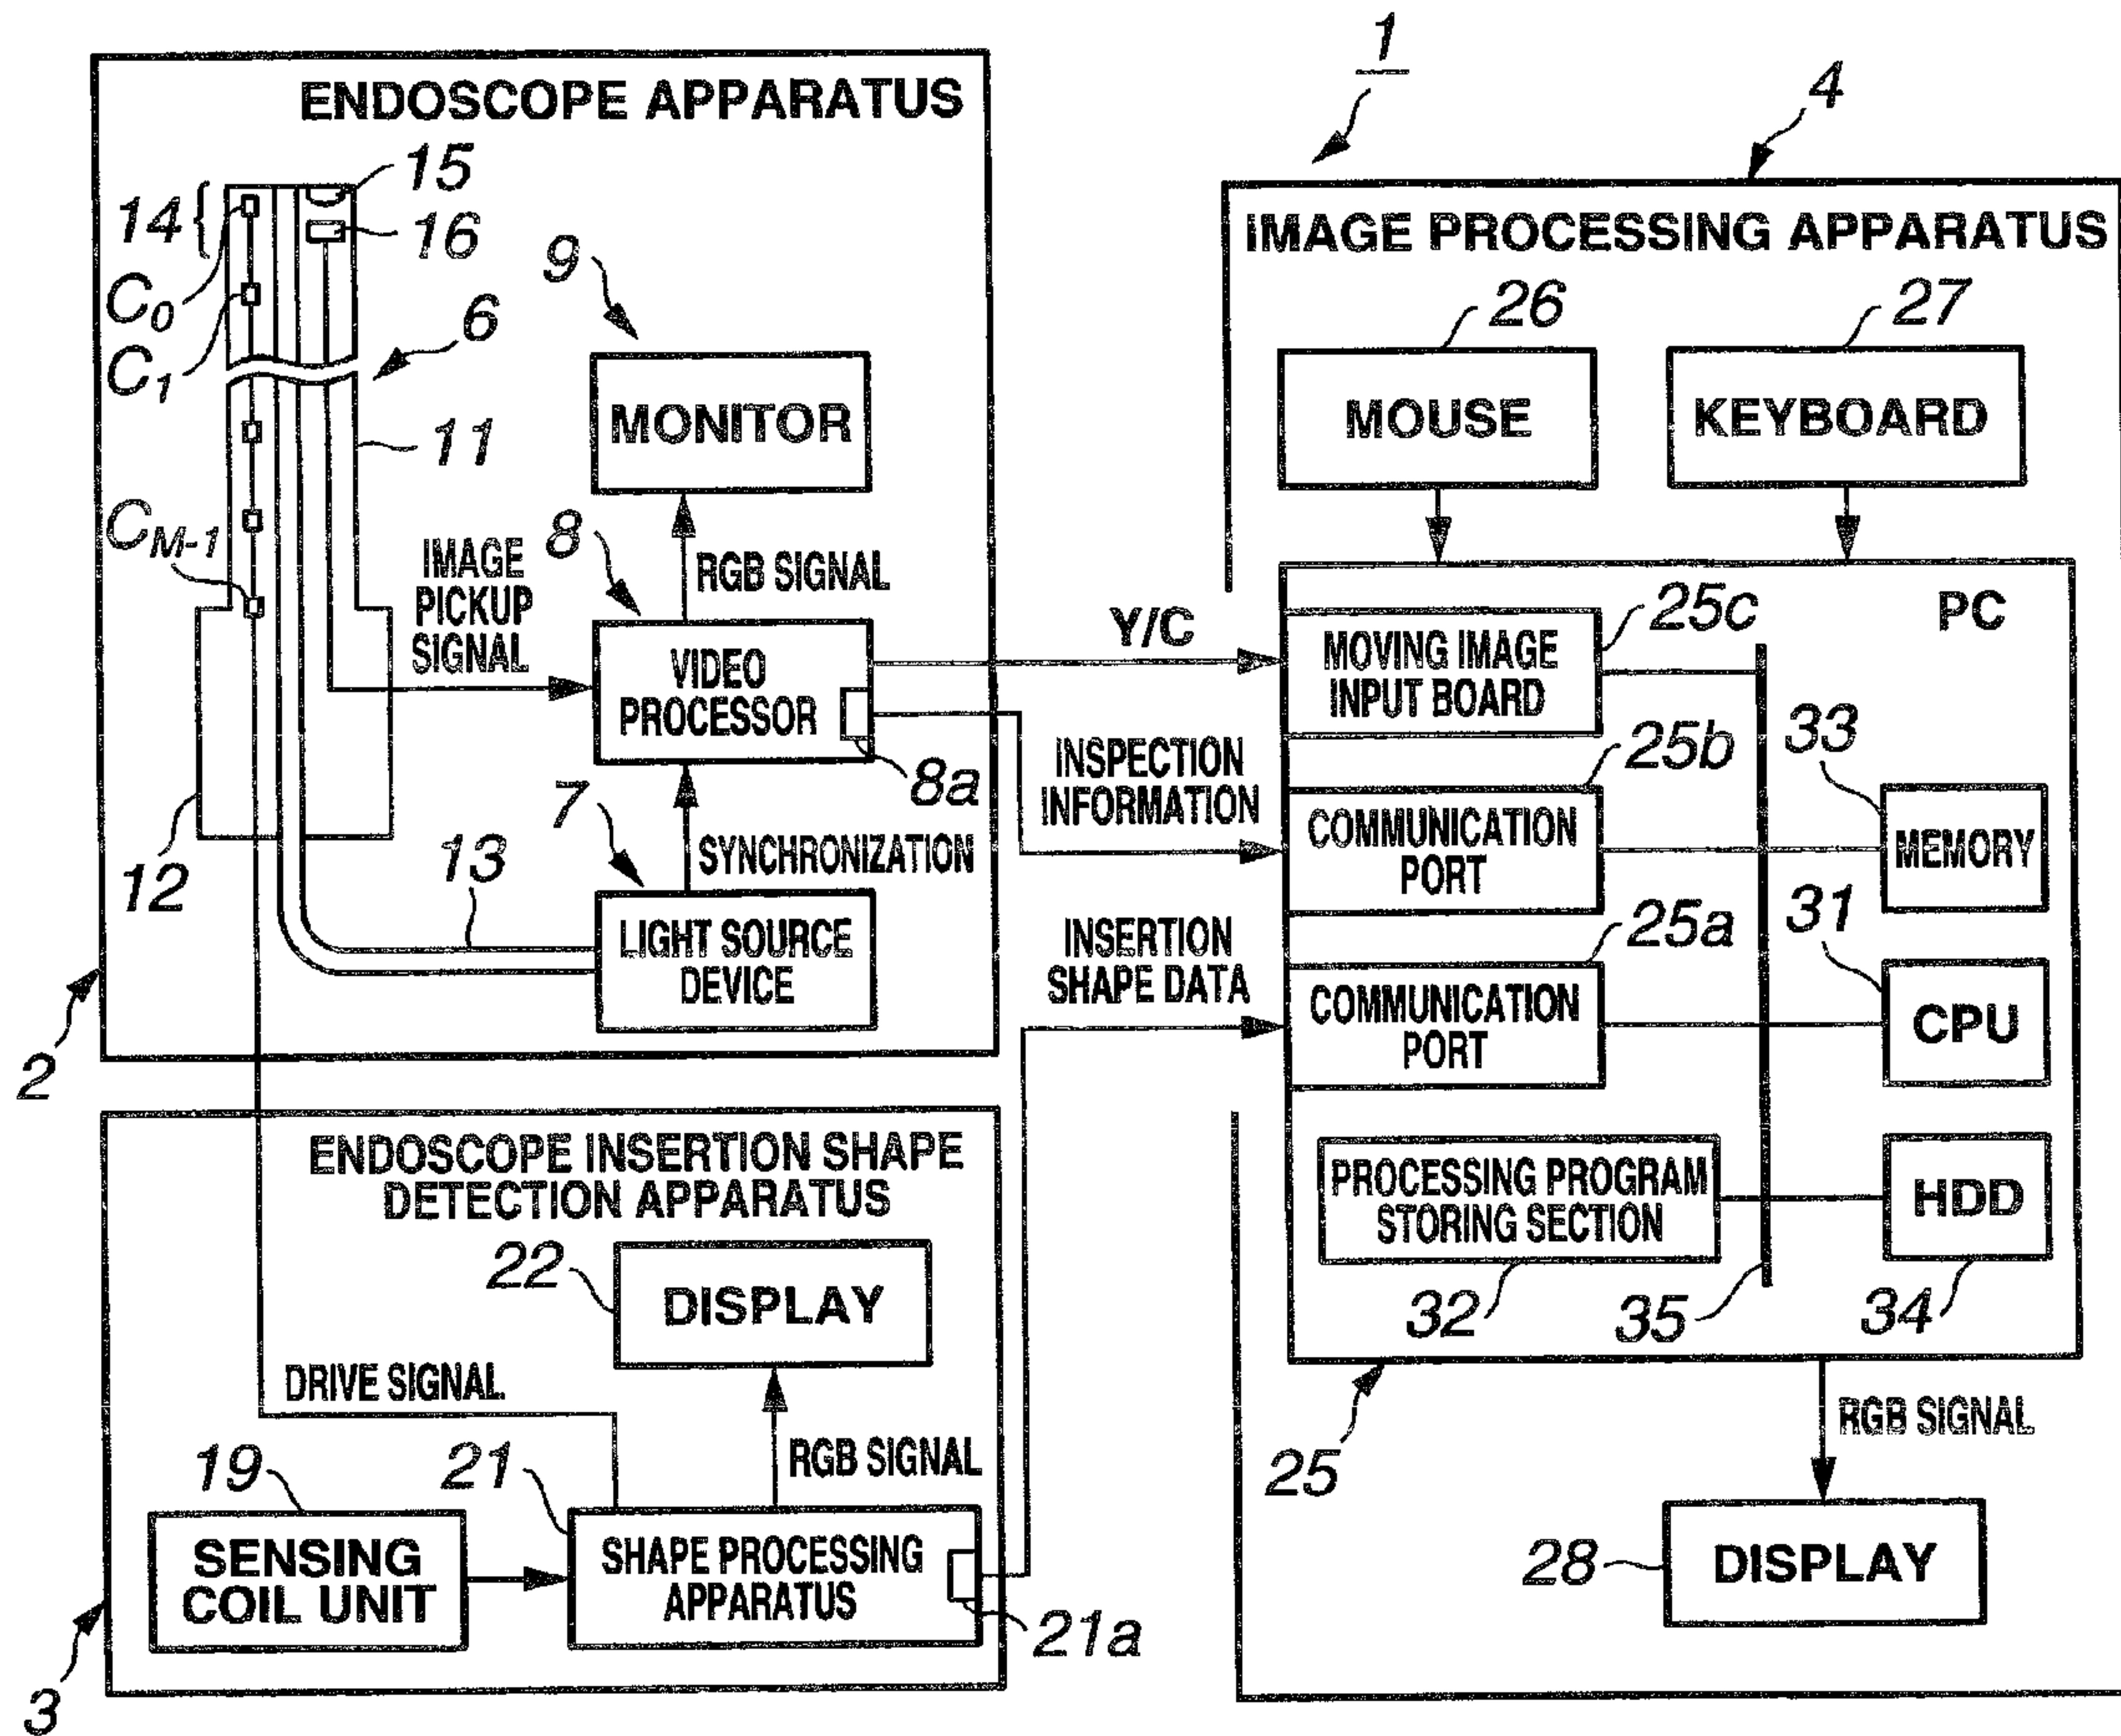 1
4
ENDOSCOPE APPARATUS
15
14
16
C0
C1
6
9
MONITOR
11
CM-1
IMAGE
PICKUP
SIGNAL
8
RGB SIGNAL
VIDEO
PROCESSOR
8a
7
SYNCHRONIZATION
12
13
LIGHT SOURCE
DEVICE
2
Y/C
INSPECTION
INFORMATION
INSERTION
SHAPE DATA
ENDOSCOPE INSERTION SHAPE
DETECTION APPARATUS
22
DISPLAY
DRIVE SIGNAL
RGB SIGNAL
19
SENSING
COIL UNIT
21
SHAPE PROCESSING
APPARATUS
21a
3
IMAGE PROCESSING APPARATUS
26
27
MOUSE
KEYBOARD
PC
25c
MOVING IMAGE
INPUT BOARD
25b
33
COMMUNICATION
PORT
MEMORY
25a
31
COMMUNICATION
PORT
CPU
PROCESSING PROGRAM
STORING SECTION
HDD
32
35
34
25
RGB SIGNAL
28
DISPLAY